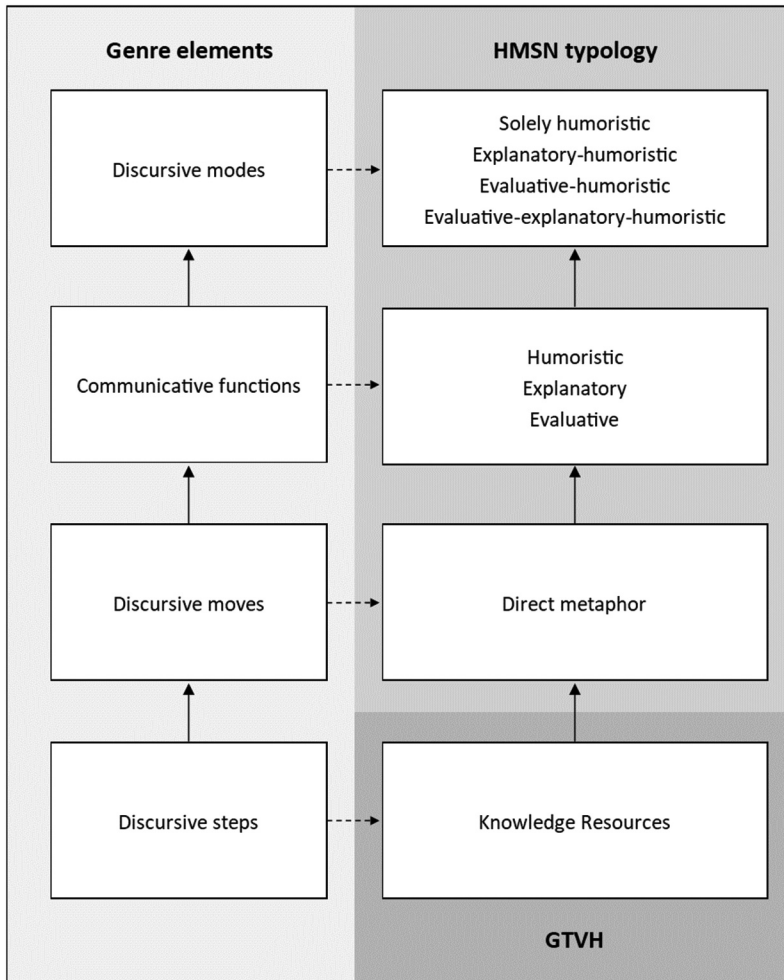 Genre elements
HMSN typology
Discursive modes
Solely humoristic
Explanatory-humoristic
Evaluative-humoristic
Evaluative-explanatory-humoristic
Communicative functions
Humoristic
Explanatory
Evaluative
Discursive moves
Direct metaphor
Discursive steps
Knowledge Resources
GTVH